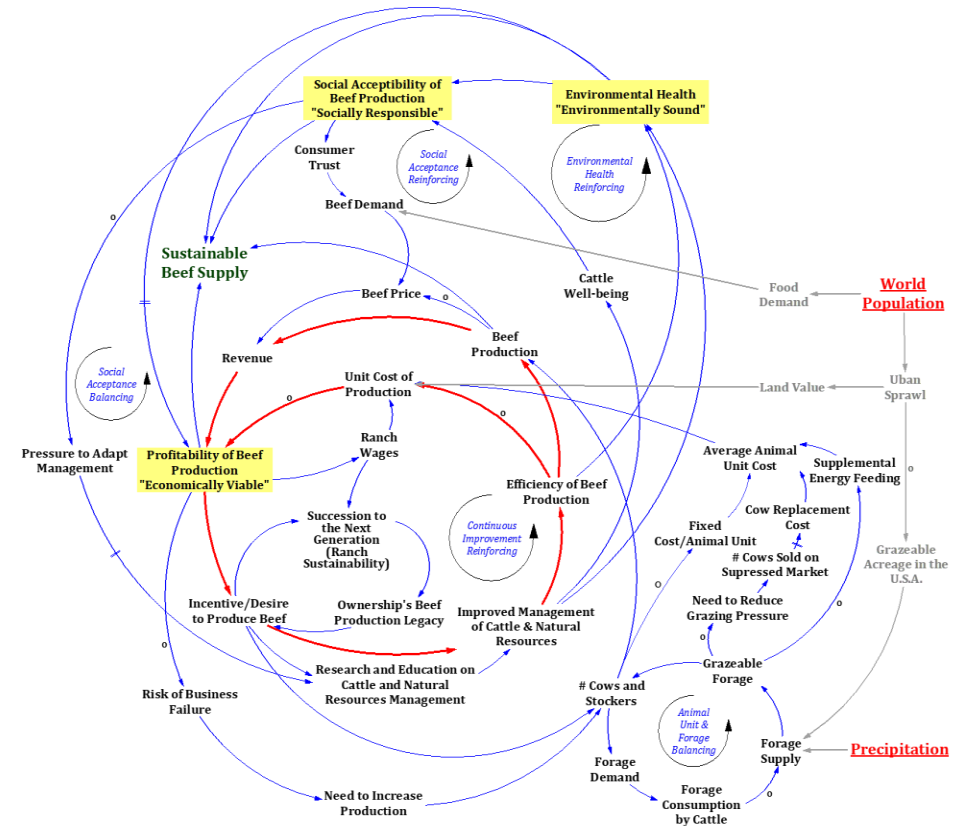 Social Acceptibility of
Beef Production
"Socially Responsible"
Environmental Health
"Environmentally Sound"
Consumer
Trust
Social
Acceptance
Reinforcing
Environmental
Health
Reinforcing
Beef Demand
o
Sustainable
Beef Supply
Cattle
Well-being
Food
Demand
World
Population
Beef Price
o
Beef
Production
Revenue
Social
Acceptance
Balancing
Unit Cost of
Production
Land Value
Uban
Sprawl
o
o
Ranch
Wages
Pressure to Adapt
Management
Profitability of Beef
Production
"Economically Viable"
Average Animal
Unit Cost
Supplemental
Energy Feeding
o
Efficiency of Beef
Production
Cow Replacement
Cost
Succession to
the Next
Generation
(Ranch
Sustainability)
Continuous
Improvement
Reinforcing
Fixed
Cost/Animal Unit
# Cows Sold on
Supressed Market
Grazeable
Acreage in the
U.S.A.
o
Incentive/Desire
to Produce Beef
Ownership's Beef
Production Legacy
Improved Management
of Cattle & Natural
Resources
Need to Reduce
Grazing Pressure
o
o
o
Research and Education on
Cattle and Natural
Resources Management
Grazeable
Forage
Risk of Business
Failure
# Cows and
Stockers
Animal
Unit &
Forage
Balancing
Forage
Supply
Precipitation
Forage
Demand
Need to Increase
Production
Forage
Consumption
by Cattle
o